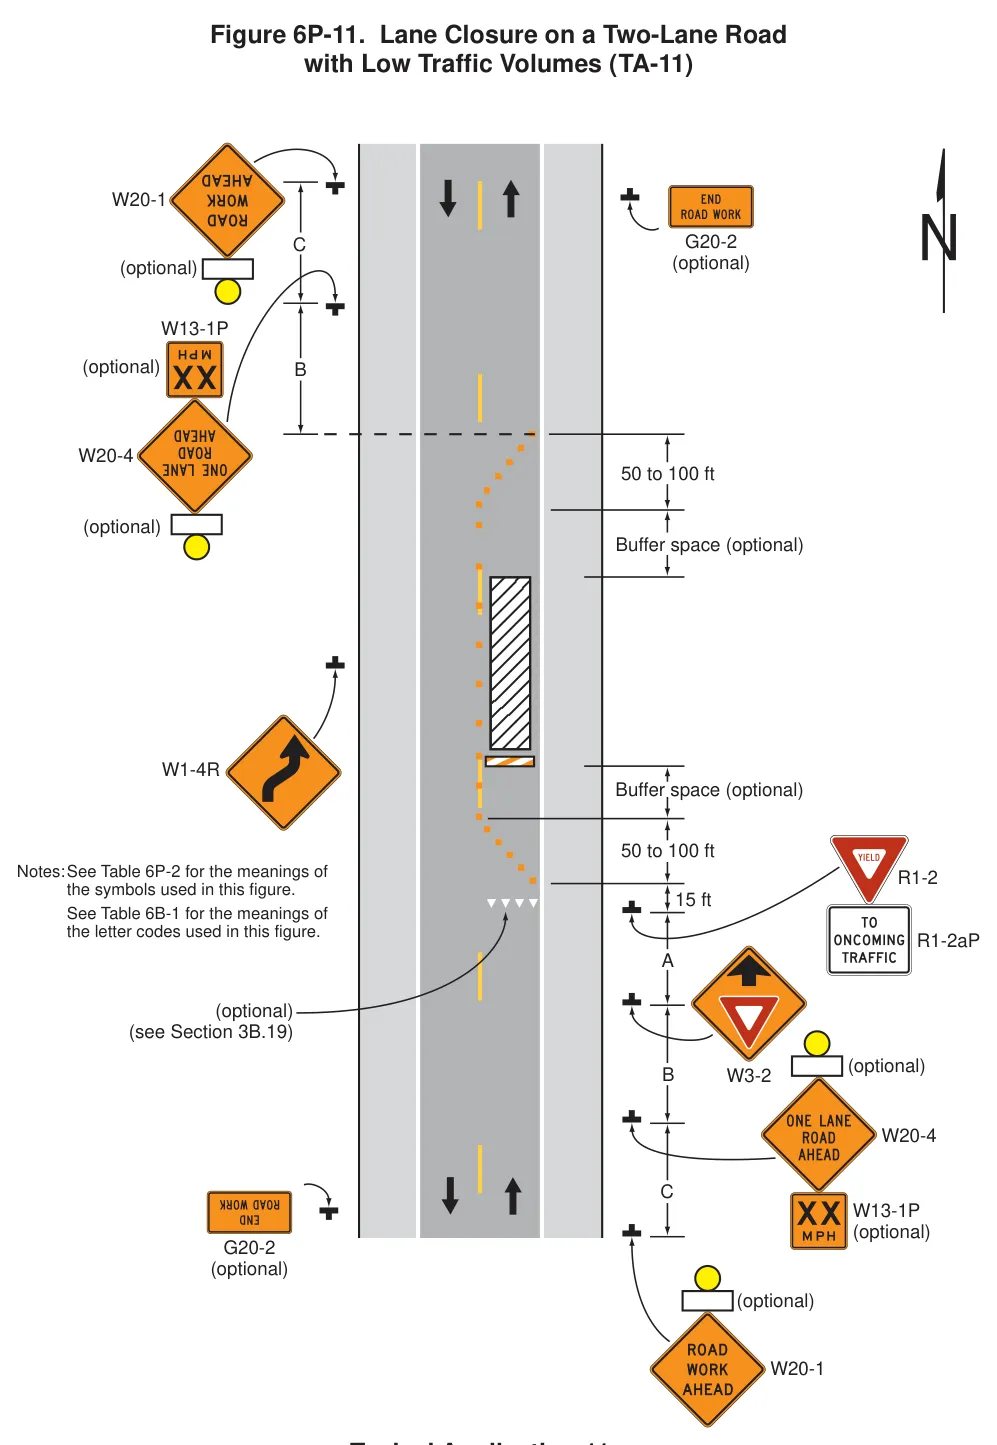 Figure 6P-11. Lane Closure on a Two-Lane Road
with Low Traffic Volumes (TA-11)
W20-1
ROAD
WORK
AHEAD
(optional)
C
END
ROAD WORK
G20-2
(optional)
N
W13-1P
(optional)
XX
MPH
B
W20-4
ONE LANE
ROAD
AHEAD
(optional)
50 to 100 ft
Buffer space (optional)
W1-4R
Buffer space (optional)
50 to 100 ft
15 ft
YIELD
R1-2
TO
ONCOMING
TRAFFIC
R1-2aP
Notes: See Table 6P-2 for the meanings of
the symbols used in this figure.
See Table 6B-1 for the meanings of
the letter codes used in this figure.
A
(optional)
(see Section 3B.19)
W3-2
B
(optional)
ONE LANE
ROAD
AHEAD
W20-4
C
XX
MPH
W13-1P
(optional)
END
ROAD WORK
G20-2
(optional)
(optional)
ROAD
WORK
AHEAD
W20-1